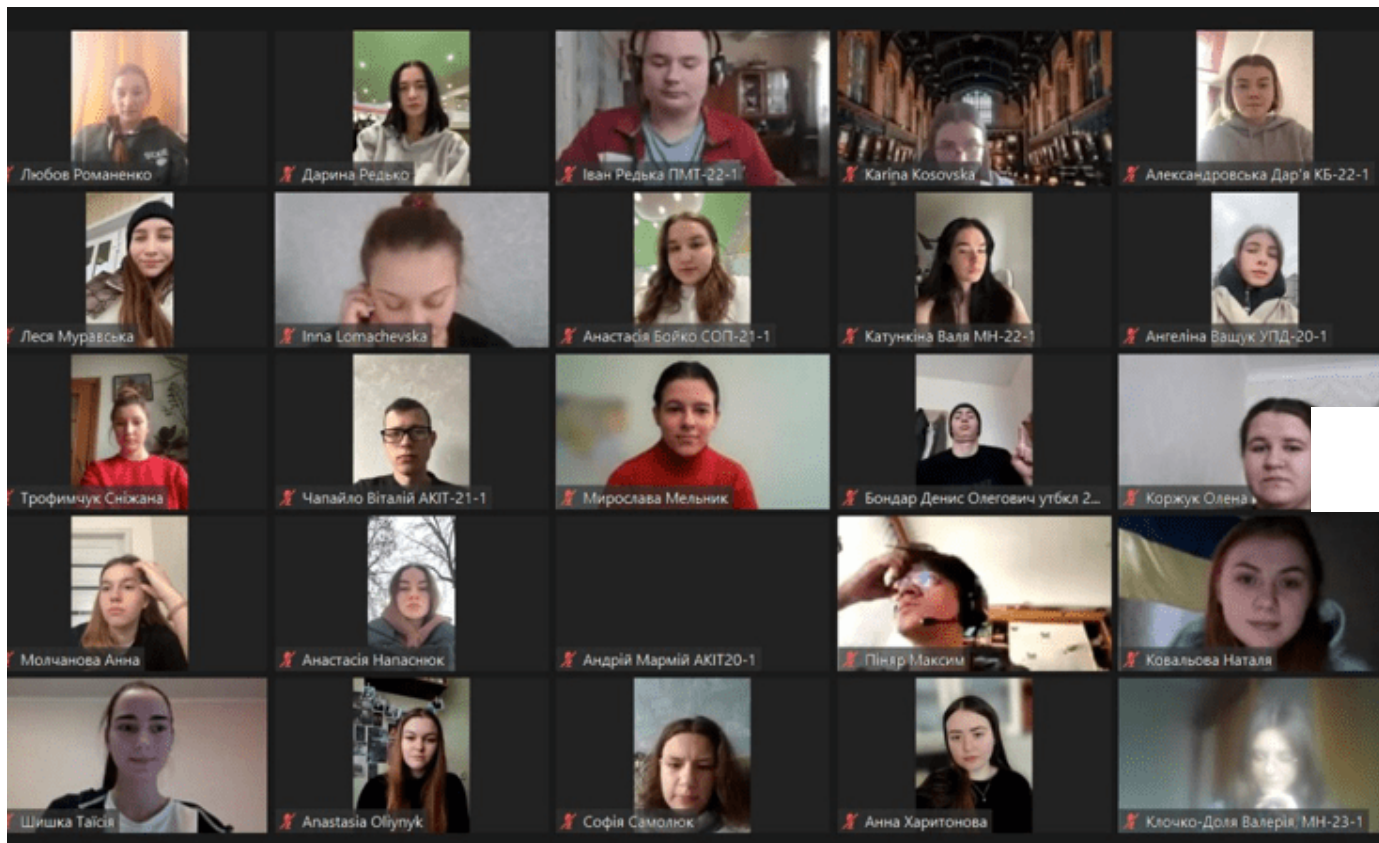 Любов Романенко
Дарина Редько
Іван Редька ПМТ-22-1
Karina Kosovska
Александровська Дар'я КБ-22-1
Леся Муравська
Inna Lomachevska
Анастасія Бойко СОП-21-1
Катункіна Валя МН-22-1
Ангеліна Ващук УПД-20-1
Трофимчук Сніжана
Чапайло Віталій АКІТ-21-1
Мирослава Мельник
Бондар Денис Олегович утбкл 2...
Коржук Олена
Молчанова Анна
Анастасія Напаснюк
Андрій Мармій АКІТ20-1
Піняр Максим
Ковальова Наталя
Шишка Таїсія
Anastasia Oliynyk
Софія Самолюк
Анна Харитонова
Клочко-Доля Валерія, МН-23-1